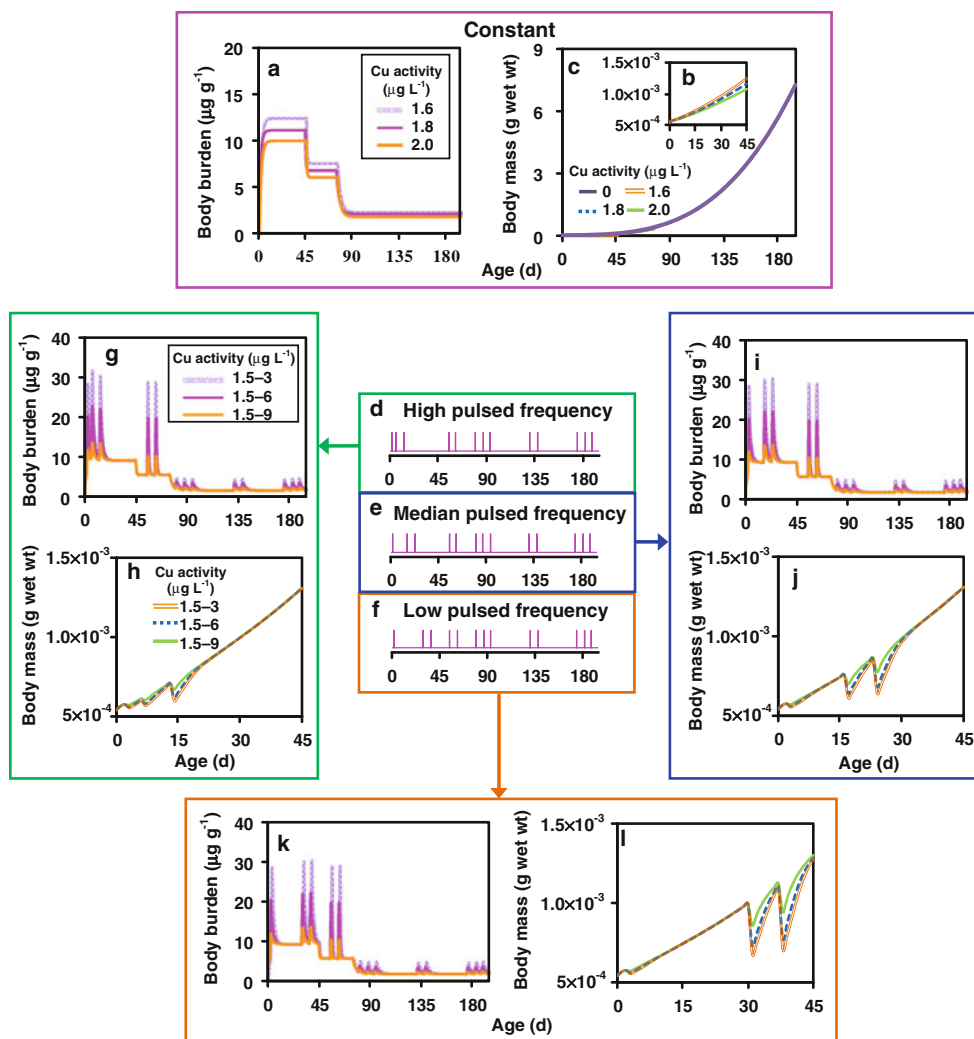 Constant
a
Body burden (µg g⁻¹)
20
15
10
5
0
Cu activity
(µg L⁻¹)
1.6
1.8
2.0
0 45 90 135 180
c
Body mass (g wet wt)
9
6
3
0
b
1.5×10⁻³
1.0×10⁻³
5×10⁻⁴
0 15 30 45
Cu activity (µg L⁻¹)
0 1.6
1.8 2.0
0 45 90 135 180
Age (d)
g
Body burden (µg g⁻¹)
40
30
20
10
0
Cu activity (µg L⁻¹)
1.5–3
1.5–6
1.5–9
0 45 90 135 180
h
Body mass (g wet wt)
1.5×10⁻³
1.0×10⁻³
5×10⁻⁴
Cu activity
(µg L⁻¹)
1.5–3
1.5–6
1.5–9
0 15 30 45
Age (d)
d
High pulsed frequency
0 45 90 135 180
e
Median pulsed frequency
0 45 90 135 180
f
Low pulsed frequency
0 45 90 135 180
i
Body burden (µg g⁻¹)
40
30
20
10
0
0 45 90 135 180
j
Body mass (g wet wt)
1.5×10⁻³
1.0×10⁻³
5×10⁻⁴
0 15 30 45
Age (d)
k
Body burden (µg g⁻¹)
40
30
20
10
0
0 45 90 135 180
l
Body mass (g wet wt)
1.5×10⁻³
1.0×10⁻³
5×10⁻⁴
0 15 30 45
Age (d)